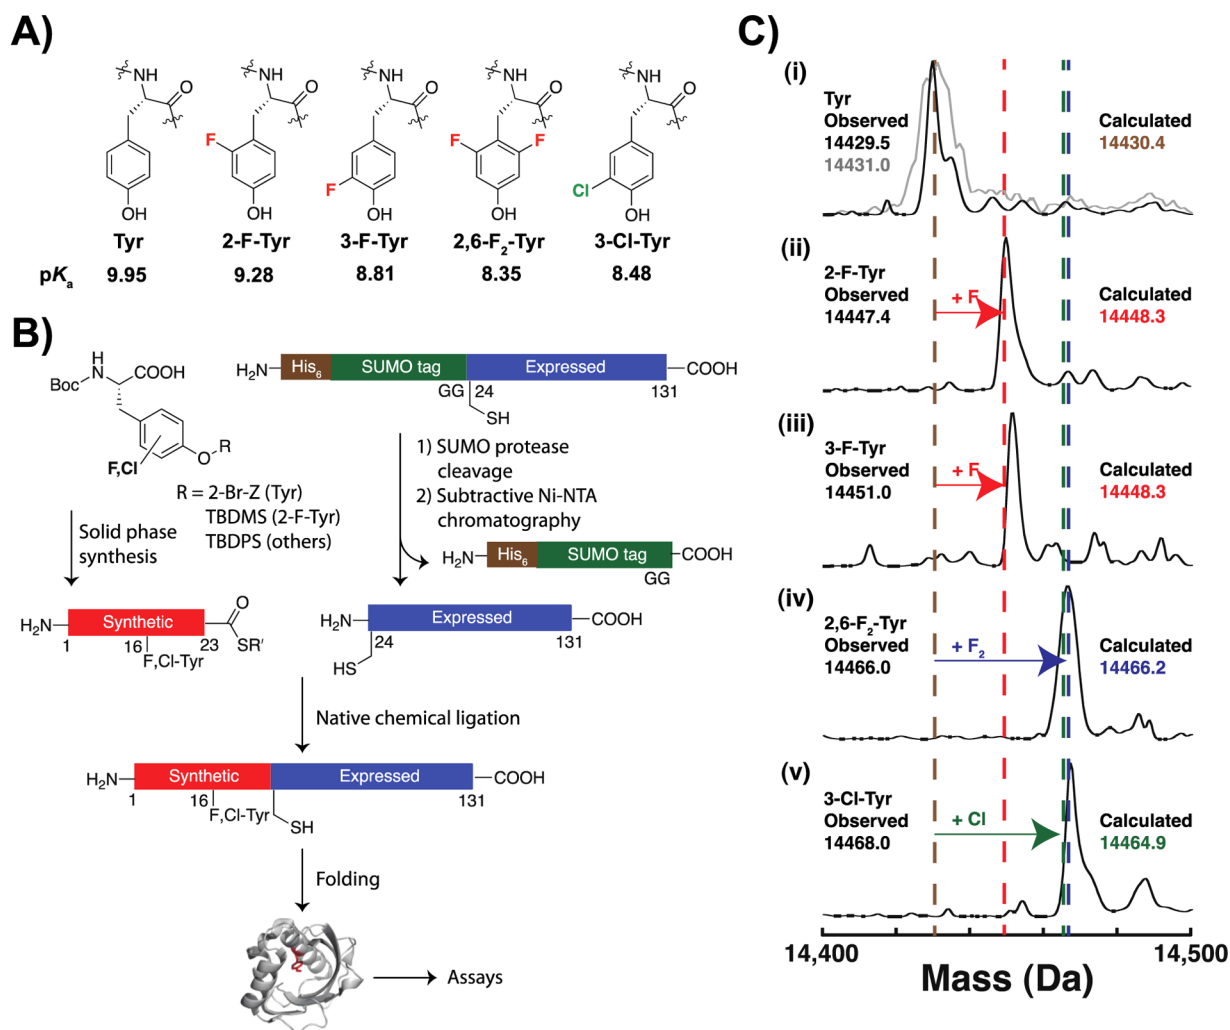 A)
NH
O
OH
Tyr
NH
O
F
OH
2-F-Tyr
NH
O
F
OH
3-F-Tyr
NH
O
F
F
OH
2,6-F2-Tyr
NH
O
Cl
OH
3-Cl-Tyr
pKa 9.95 9.28 8.81 8.35 8.48
B)
Boc
H
N
COOH
F,Cl
O
R
R = 2-Br-Z (Tyr)
TBDMS (2-F-Tyr)
TBDPS (others)
Solid phase
synthesis
H2N
Synthetic
O
SR'
1
16
23
F,Cl-Tyr
H2N
His6
SUMO tag
Expressed
COOH
GG
24
131
SH
1) SUMO protease
cleavage
2) Subtractive Ni-NTA
chromatography
H2N
His6
SUMO tag
COOH
GG
H2N
Expressed
COOH
24
131
HS
Native chemical ligation
H2N
Synthetic
Expressed
COOH
1
16
131
F,Cl-Tyr
SH
Folding
Assays
C)
(i)
Tyr
Observed
14429.5
14431.0
Calculated
14430.4
(ii)
2-F-Tyr
Observed
14447.4
+ F
Calculated
14448.3
(iii)
3-F-Tyr
Observed
14451.0
+ F
Calculated
14448.3
(iv)
2,6-F2-Tyr
Observed
14466.0
+ F2
Calculated
14466.2
(v)
3-Cl-Tyr
Observed
14468.0
+ Cl
Calculated
14464.9
14,400
14,500
Mass (Da)